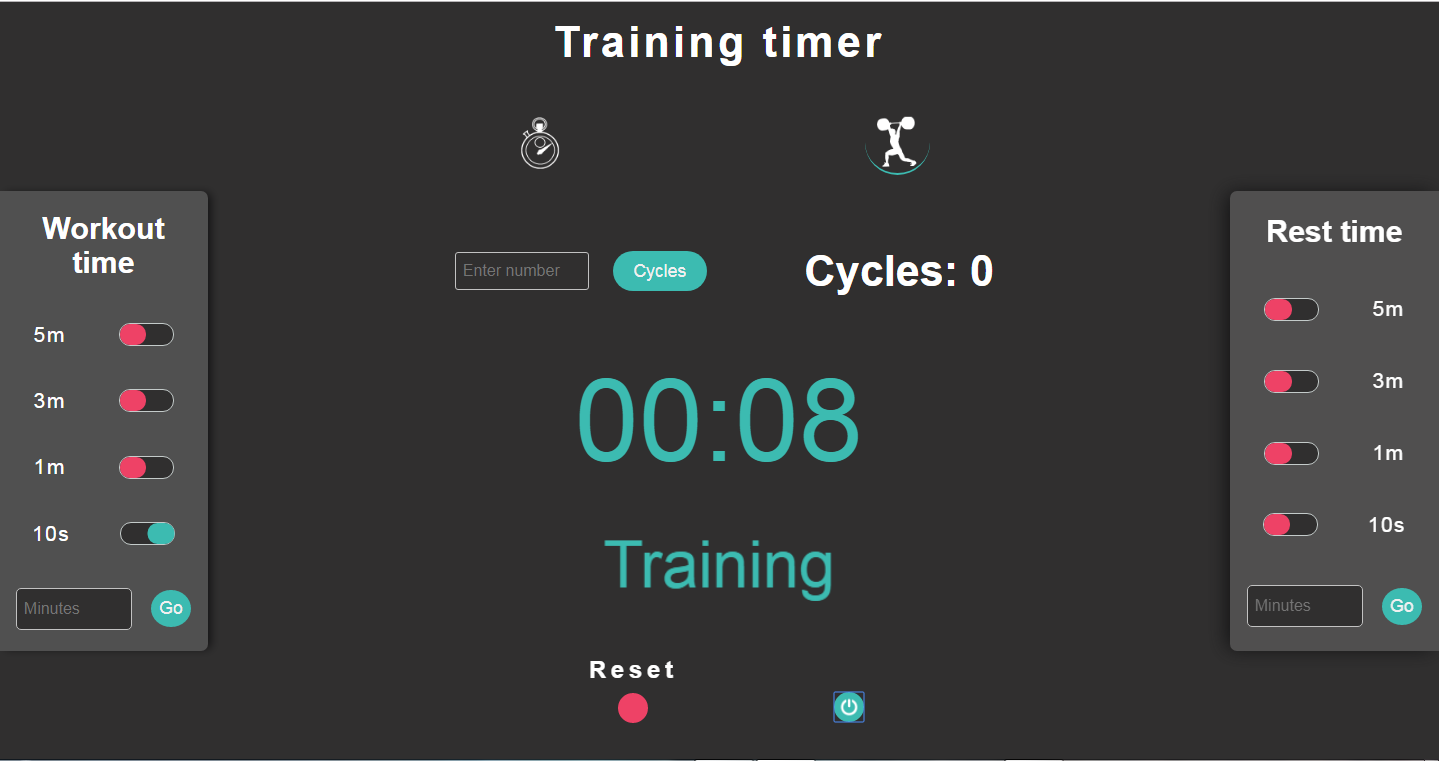 Training timer
Workout
time
5m
3m
1m
10s
Minutes
Go
Enter number
Cycles
Cycles: 0
00:08
Training
Reset
Rest time
5m
3m
1m
10s
Minutes
Go